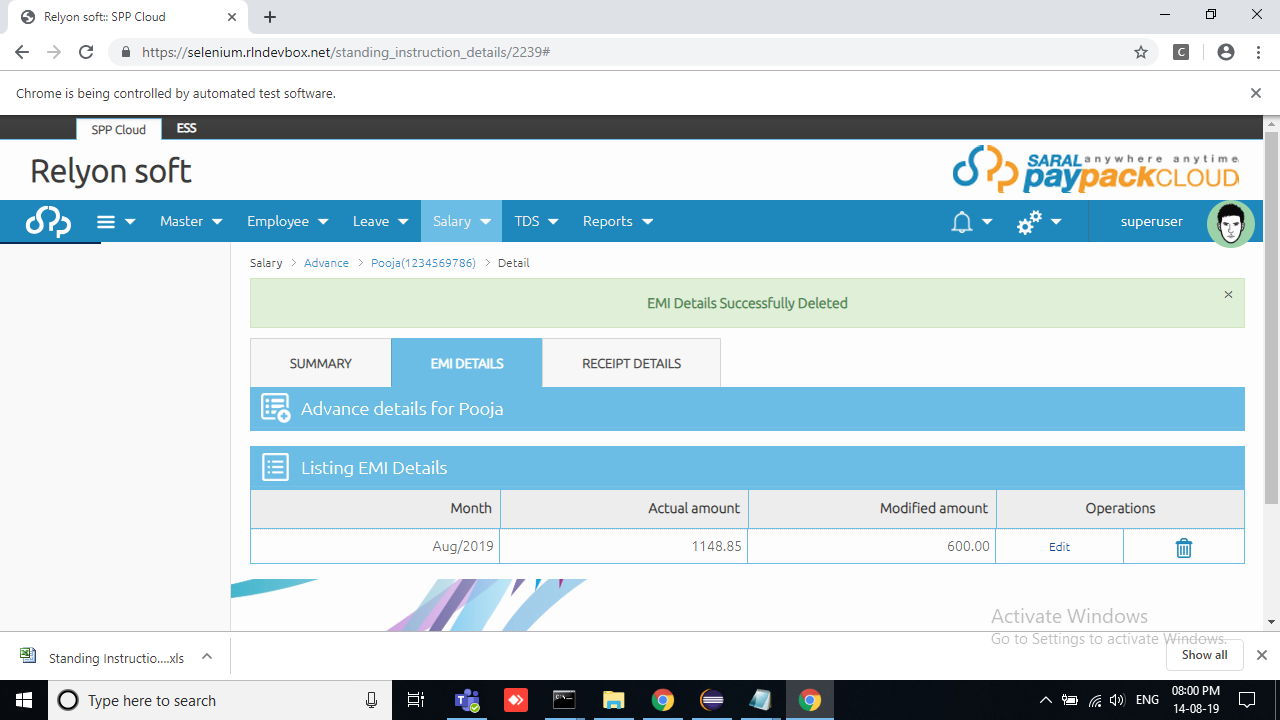 Relyon soft:: SPP Cloud
https://selenium.rlndevbox.net/standing_instruction_details/2239#
C
Chrome is being controlled by automated test software.
SPP Cloud ESS
Relyon soft
SARAL anywhere anytime
paypackCLOUD
Master Employee Leave Salary TDS Reports superuser
Salary > Advance > Pooja(1234569786) > Detail
EMI Details Successfully Deleted
SUMMARY EMI DETAILS RECEIPT DETAILS
Advance details for Pooja
Listing EMI Details
Month Actual amount Modified amount Operations
Aug/2019 1148.85 600.00 Edit
Activate Windows
Go to Settings to activate Windows.
Standing Instructio....xls Show all
Type here to search ENG 08:00 PM
14-08-19